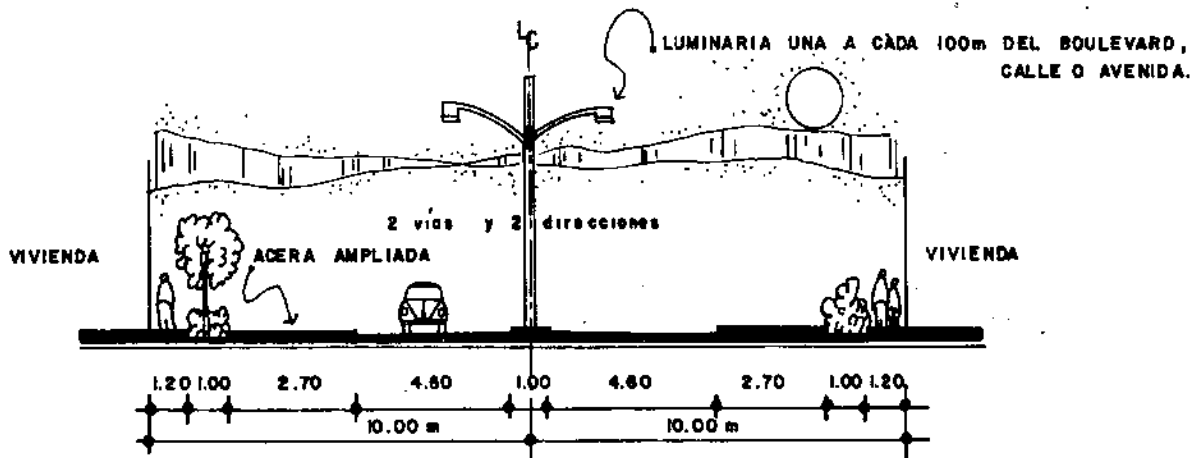 LC
LUMINARIA UNA A CÀDA 100m DEL BOULEVARD,
CALLE O AVENIDA.
2 vías y 2 direcciones
VIVIENDA
ACERA AMPLIADA
VIVIENDA
1.20 1.00 2.70 4.60 1.00 4.60 2.70 1.00 1.20
10.00 m 10.00 m